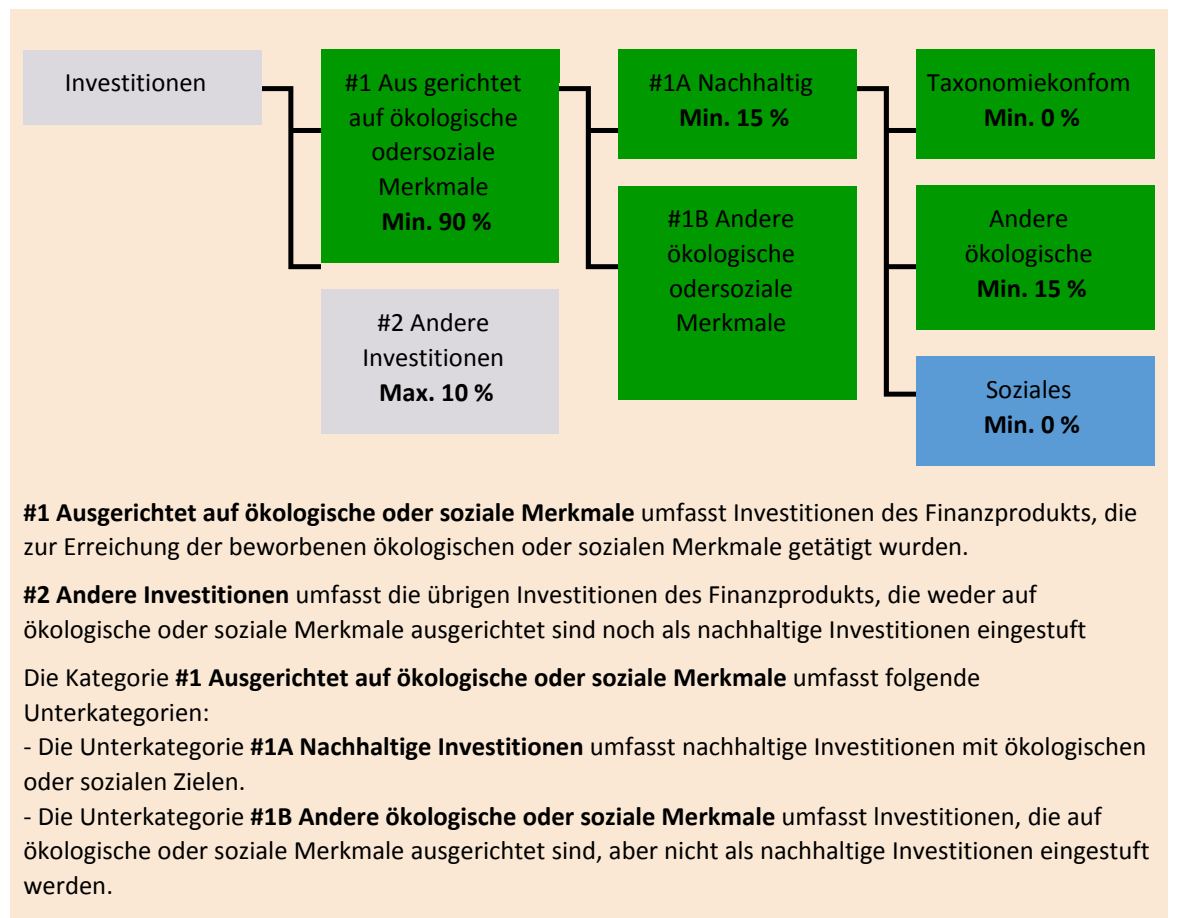 Investitionen
#1 Aus gerichtet
auf ökologische
odersoziale
Merkmale
Min. 90 %
#2 Andere
Investitionen
Max. 10 %
#1A Nachhaltig
Min. 15 %
#1B Andere
ökologische
odersoziale
Merkmale
Taxonomiekonfom
Min. 0 %
Andere
ökologische
Min. 15 %
Soziales
Min. 0 %
#1 Ausgerichtet auf ökologische oder soziale Merkmale umfasst Investitionen des Finanzprodukts, die
zur Erreichung der beworbenen ökologischen oder sozialen Merkmale getätigt wurden.
#2 Andere Investitionen umfasst die übrigen Investitionen des Finanzprodukts, die weder auf
ökologische oder soziale Merkmale ausgerichtet sind noch als nachhaltige Investitionen eingestuft
Die Kategorie #1 Ausgerichtet auf ökologische oder soziale Merkmale umfasst folgende
Unterkategorien:
- Die Unterkategorie #1A Nachhaltige Investitionen umfasst nachhaltige Investitionen mit ökologischen
oder sozialen Zielen.
- Die Unterkategorie #1B Andere ökologische oder soziale Merkmale umfasst lnvestitionen, die auf
ökologische oder soziale Merkmale ausgerichtet sind, aber nicht als nachhaltige Investitionen eingestuft
werden.